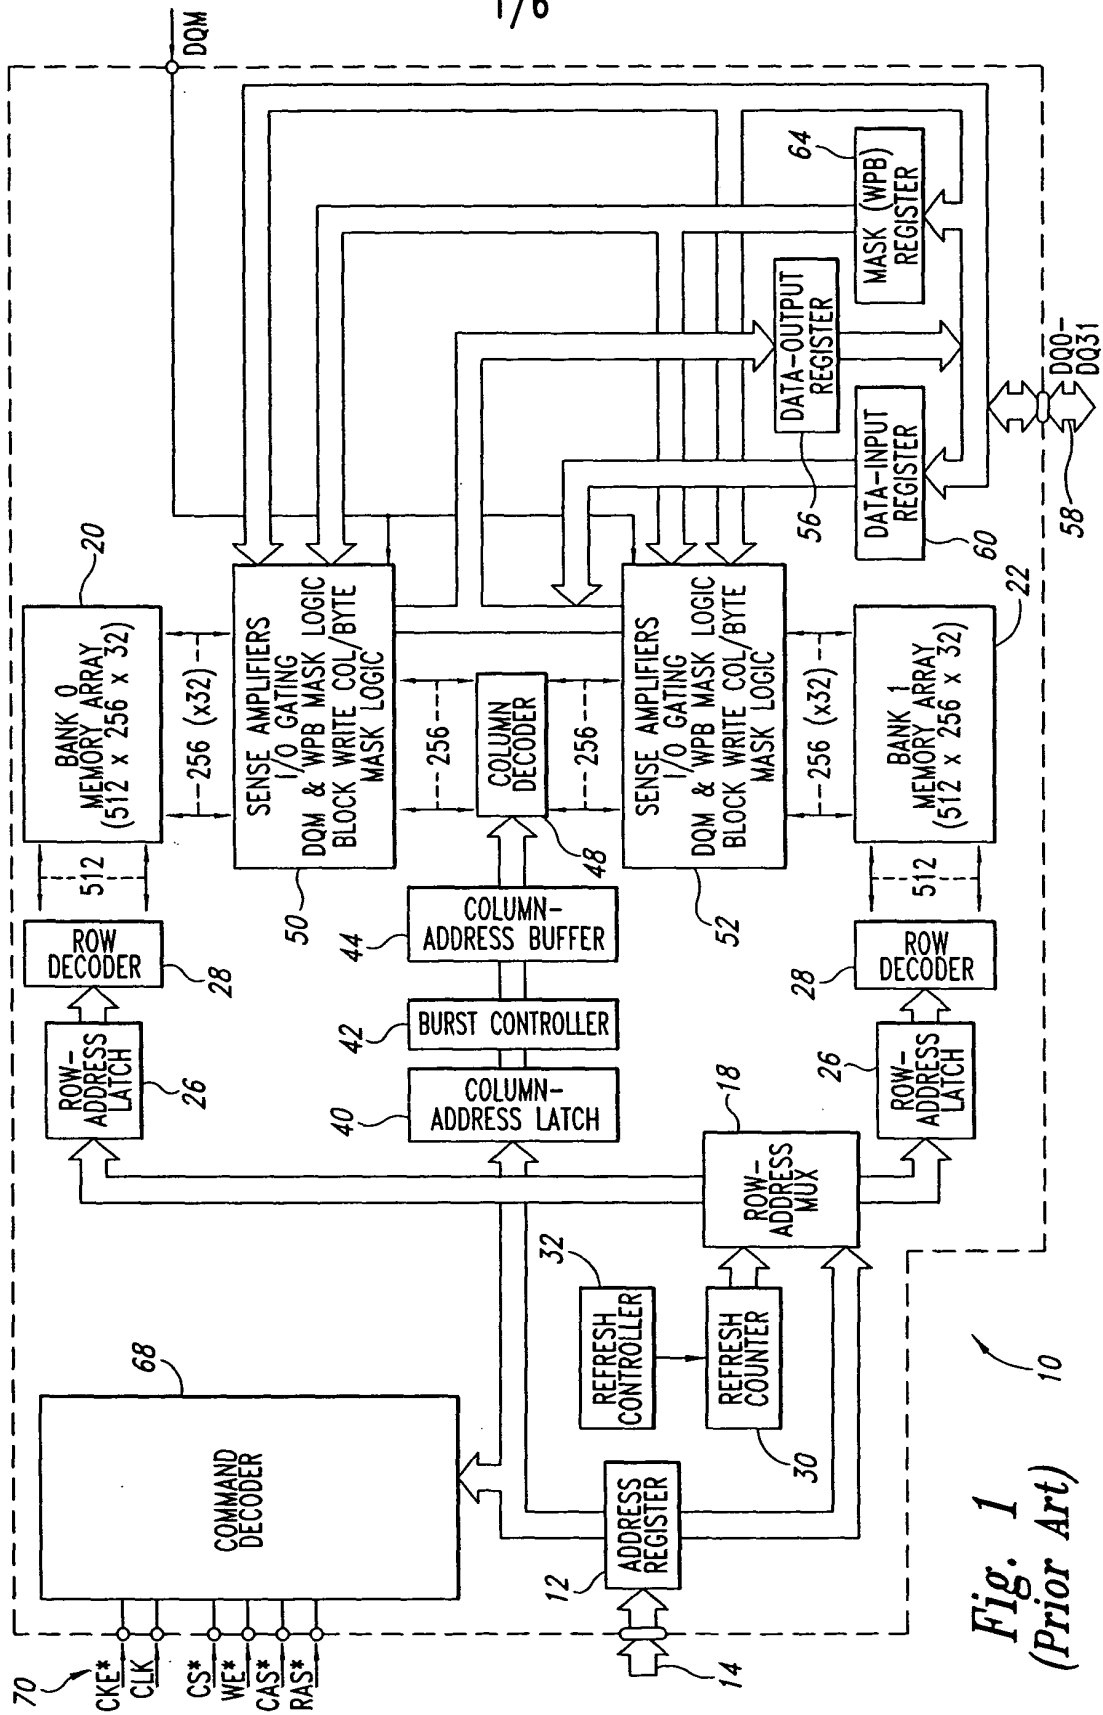 1/6
DQM
20
BANK 0
MEMORY ARRAY
(512 x 256 x 32)
512
256 (x32)
ROW
DECODER
28
ROW-
ADDRESS
LATCH
26
SENSE AMPLIFIERS
I/O GATING
DQM & WPB MASK LOGIC
BLOCK WRITE COL/BYTE
MASK LOGIC
50
256
COLUMN
DECODER
48
256
COLUMN-
ADDRESS BUFFER
44
BURST CONTROLLER
42
COLUMN-
ADDRESS LATCH
40
SENSE AMPLIFIERS
I/O GATING
DQM & WPB MASK LOGIC
BLOCK WRITE COL/BYTE
MASK LOGIC
52
256 (x32)
BANK 1
MEMORY ARRAY
(512 x 256 x 32)
22
512
ROW
DECODER
28
ROW-
ADDRESS
LATCH
26
ROW-
ADDRESS
MUX
18
REFRESH
CONTROLLER
32
REFRESH
COUNTER
30
ADDRESS
REGISTER
12
14
COMMAND
DECODER
68
70
CKE*
CLK
CS*
WE*
CAS*
RAS*
MASK (WPB)
REGISTER
64
DATA-OUTPUT
REGISTER
56
DATA-INPUT
REGISTER
60
DQ0-
DQ31
58
10
Fig. 1
(Prior Art)